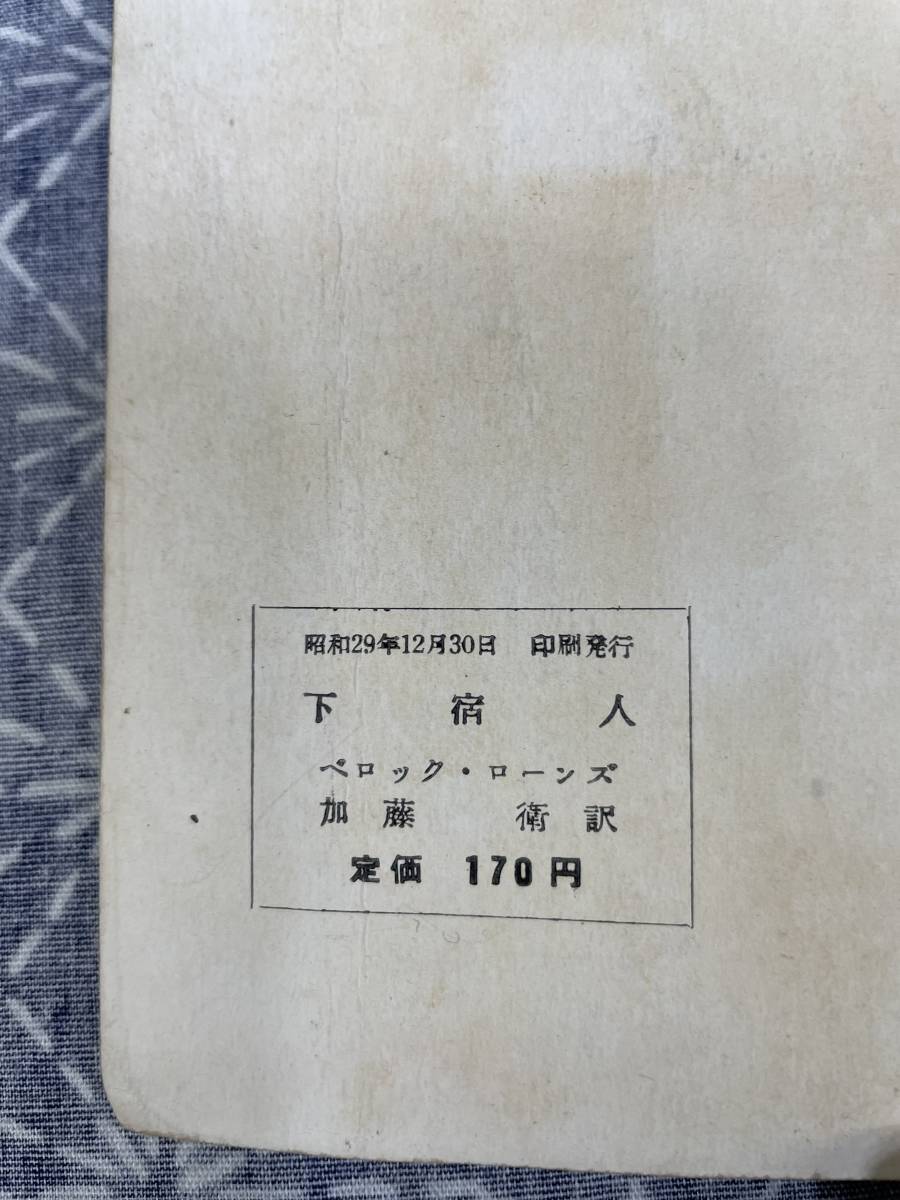 昭和29年12月30日 印刷発行
下宿人
ベロック・ローンズ
加藤 衛 訳
定価 170円